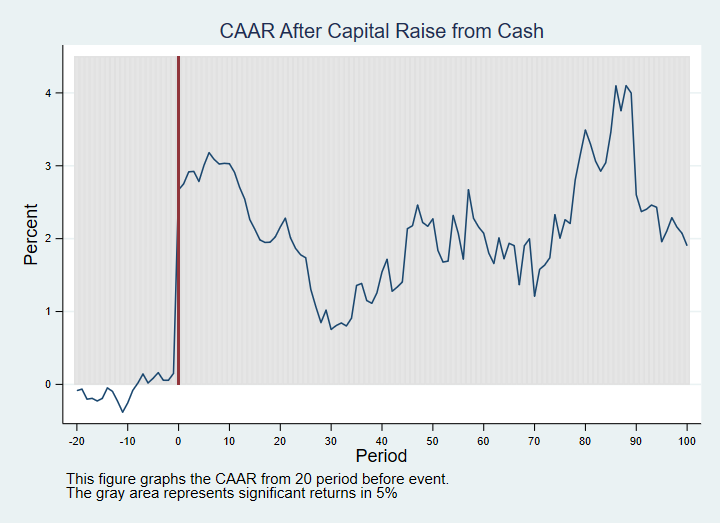 CAAR After Capital Raise from Cash
Percent
4
3
2
1
0
-20 -10 0 10 20 30 40 50 60 70 80 90 100
Period
This figure graphs the CAAR from 20 period before event.
The gray area represents significant returns in 5%